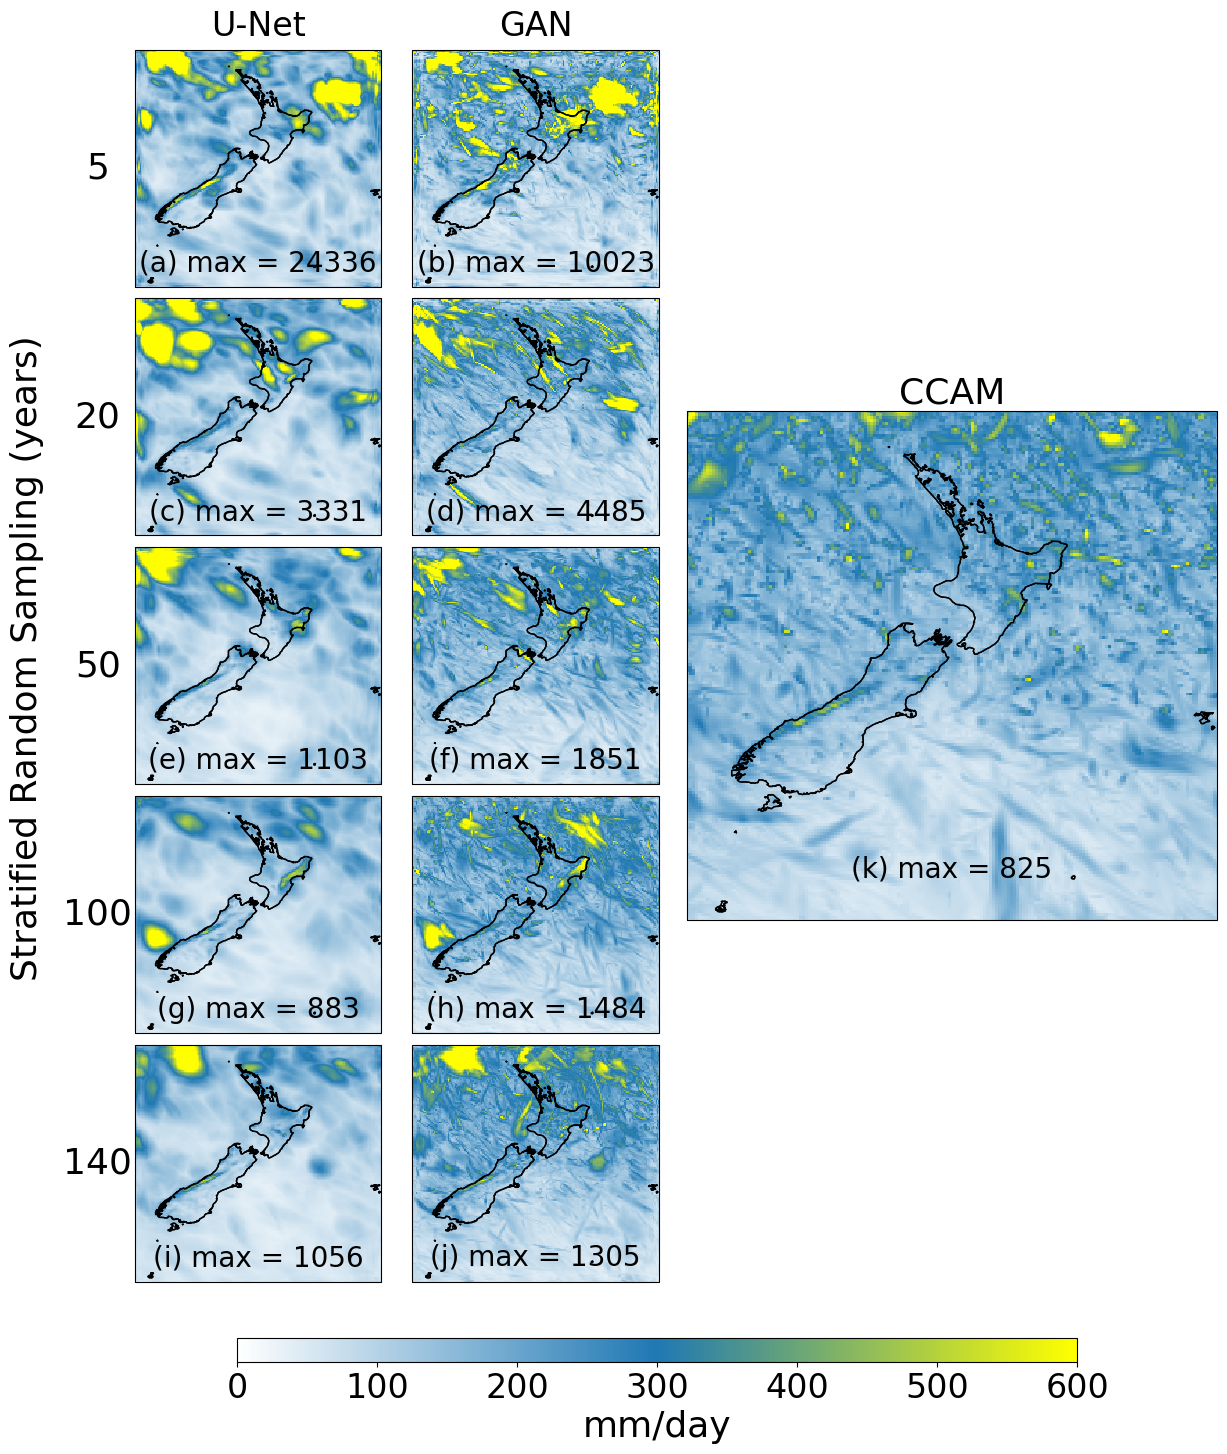 U-Net
GAN
5
(a) max = 24336
(b) max = 10023
20
(c) max = 3331
(d) max = 4485
CCAM
Stratified Random Sampling (years)
50
(e) max = 1103
(f) max = 1851
(k) max = 825
100
(g) max = 883
(h) max = 1484
140
(i) max = 1056
(j) max = 1305
0 100 200 300 400 500 600
mm/day